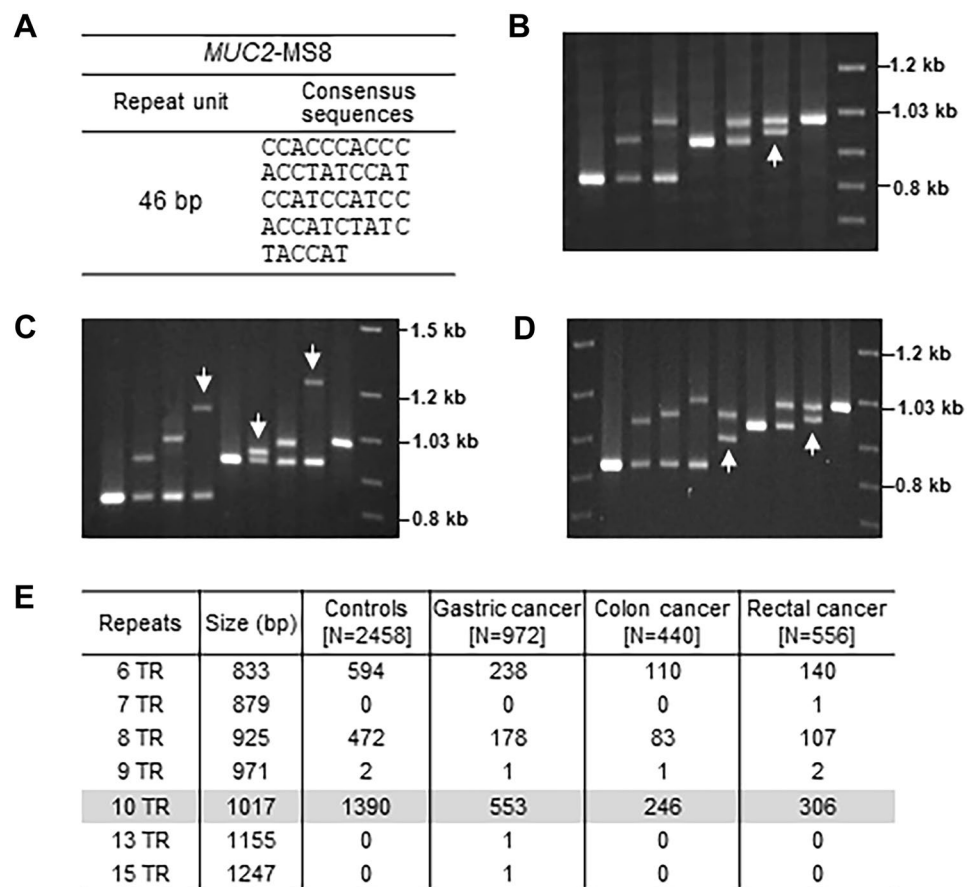 A
MUC2-MS8
Repeat unit
Consensus
sequences
46 bp
CCACCCACCC
ACCTATCCAT
CCATCCATCC
ACCATCTATC
TACCAT
B
1.2 kb
1.03 kb
0.8 kb
C
1.5 kb
1.2 kb
1.03 kb
0.8 kb
D
1.2 kb
1.03 kb
0.8 kb
E
Repeats Size (bp) Controls [N=2458] Gastric cancer [N=972] Colon cancer [N=440] Rectal cancer [N=556]
6 TR 833 594 238 110 140
7 TR 879 0 0 0 1
8 TR 925 472 178 83 107
9 TR 971 2 1 1 2
10 TR 1017 1390 553 246 306
13 TR 1155 0 1 0 0
15 TR 1247 0 1 0 0